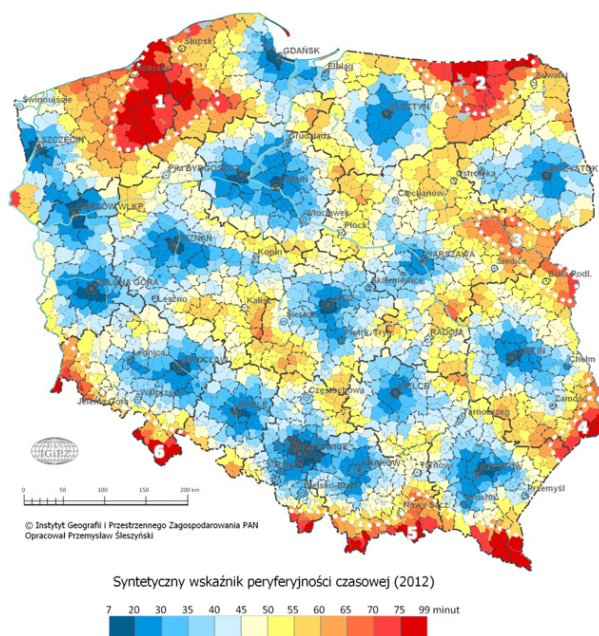 Słupsk
GDAŃSK
Elbląg
2
Suwałki
Świnoujście
1
OLSZTYN
SZCZECIN
Grudziądz
Piła BYDGOSZCZ
Ostrołęka
BIAŁYSTOK
TORUŃ
Ciechanów
GORZÓW WLKP.
Włocławek
Płock
3
POZNAŃ
Konin
WARSZAWA
Siedlce
Biała Podl.
ZIELONA GÓRA
Leszno
Kalisz
Skierniewice
Sieradz
Piotrk. Tryb.
RADOM
Legnica
WROCŁAW
LUBLIN
Chełm
Jelenia Góra
Wałbrzych
Częstochowa
KIELCE
Zamość
OPOLE
Tarnobrzeg
4
6
KATOWICE
KRAKÓW
Tarnów
Przemyśl
Bielsko-Biała
Krosno
Nowy Sącz
5
PAN
IGiPZ
0 50 100 150 200 km
© Instytut Geografii i Przestrzennego Zagospodarowania PAN
Opracował Przemysław Śleszyński
Syntetyczny wskaźnik peryferyjności czasowej (2012)
7 20 30 35 40 45 50 55 60 65 70 75 99 minut